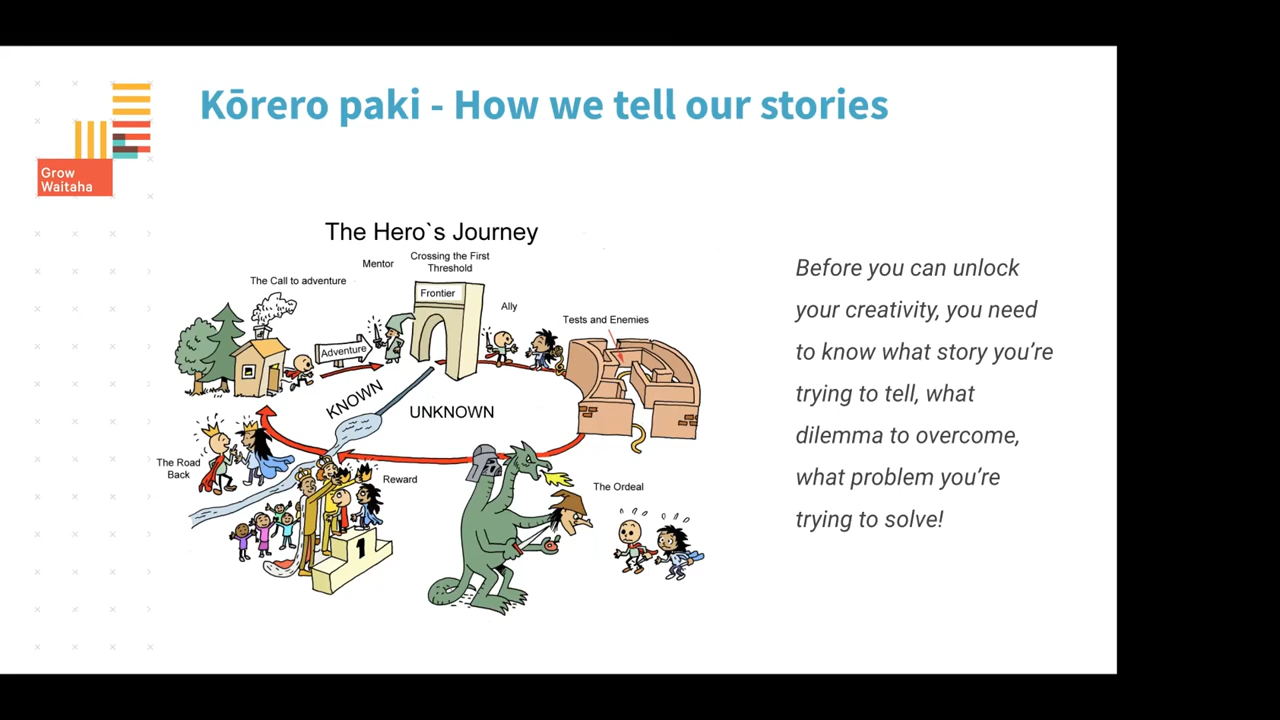 Kōrero paki - How we tell our stories
Grow
Waitaha
The Hero`s Journey
Crossing the First
Threshold
Mentor
The Call to adventure
Frontier
Ally
Tests and Enemies
Adventure
KNOWN
UNKNOWN
The Road
Back
Reward
The Ordeal
1
Before you can unlock
your creativity, you need
to know what story you’re
trying to tell, what
dilemma to overcome,
what problem you’re
trying to solve!